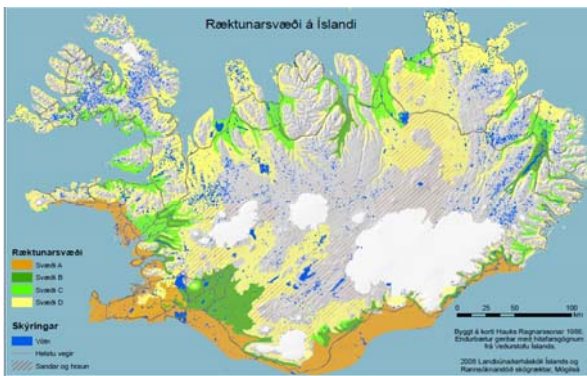 Ræktunarsvæði á Íslandi
Ræktunarsvæði
Svæði A
Svæði B
Svæði C
Svæði D
Skýringar
Vötn
Helstu vegir
Sandar og hraun
0 25 50 100
km
Byggt á korti Hauks Ragnarssonar 1986.
Endurbætur gerðar með hitafarsgögnum
frá Veðurstofu Íslands.
2006 Landbúnaðarháskóli Íslands og
Rannsóknarstöð skógræktar, Mógilsá